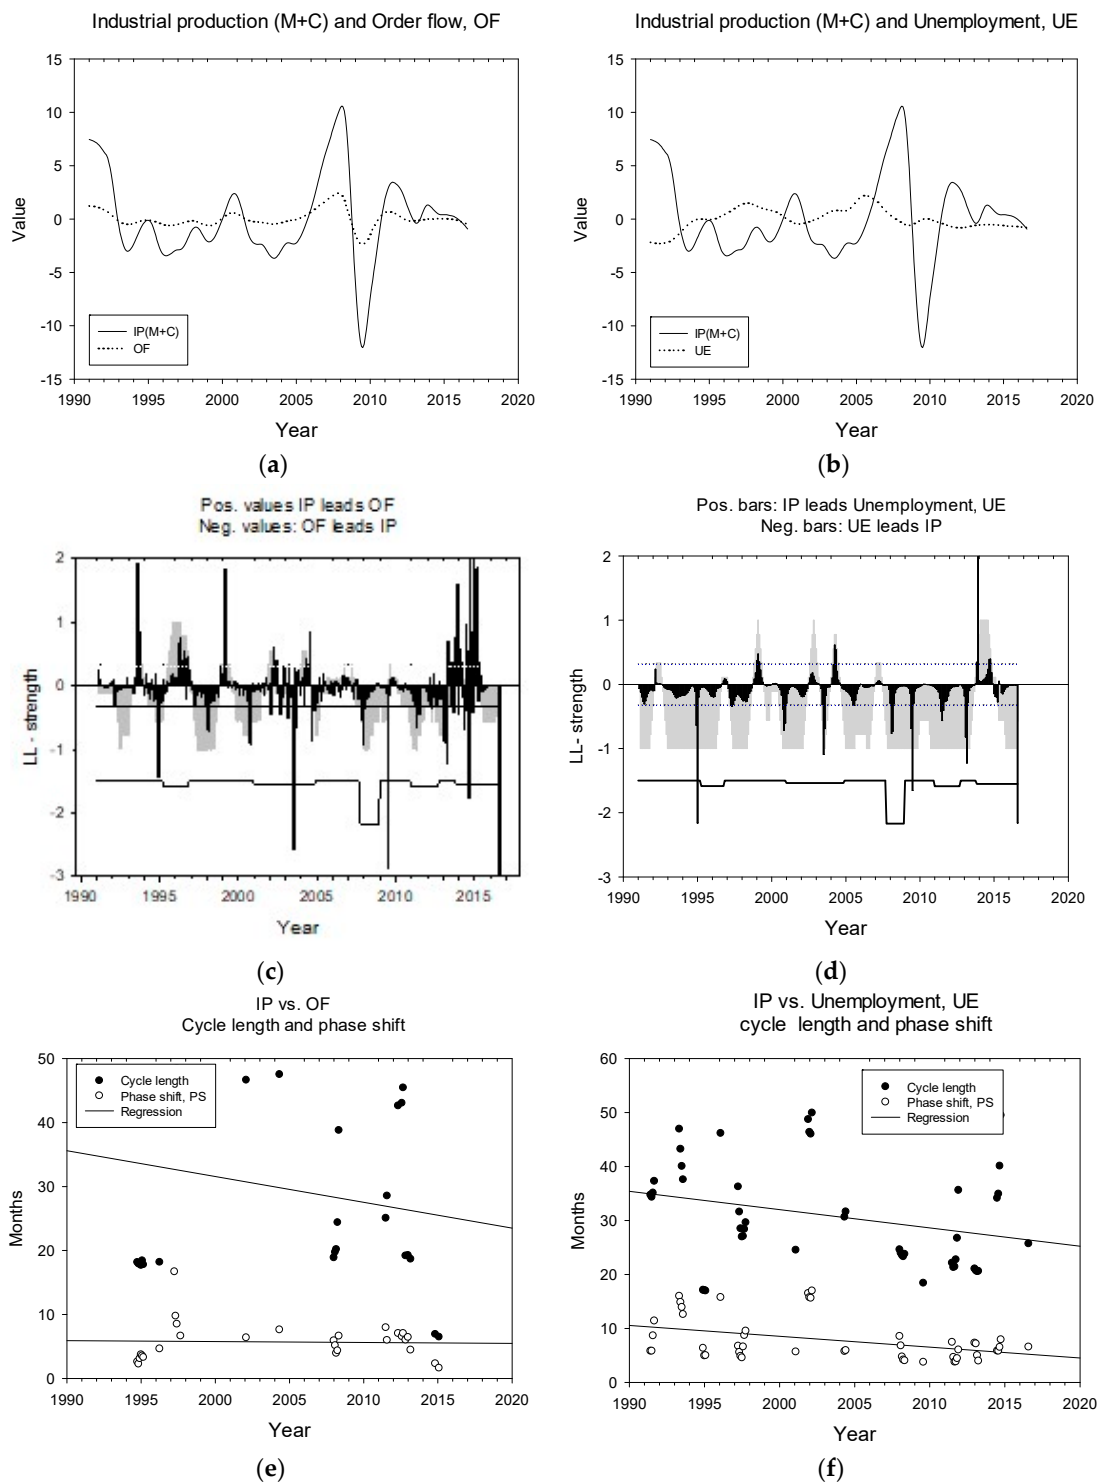 Industrial production (M+C) and Order flow, OF
15
10
5
0
-5
-10
-15
Value
IP(M+C)
OF
1990 1995 2000 2005 2010 2015 2020
Year
(a)
Industrial production (M+C) and Unemployment, UE
15
10
5
0
-5
-10
-15
Value
IP(M+C)
UE
1990 1995 2000 2005 2010 2015 2020
Year
(b)
Pos. values IP leads OF
Neg. values: OF leads IP
2
1
0
-1
-2
-3
LL - strength
1990 1995 2000 2005 2010 2015
Year
(c)
Pos. bars: IP leads Unemployment, UE
Neg. bars: UE leads IP
2
1
0
-1
-2
-3
LL- strength
1990 1995 2000 2005 2010 2015 2020
Year
(d)
IP vs. OF
Cycle length and phase shift
50
40
30
20
10
0
Months
Cycle length
Phase shift, PS
Regression
1990 1995 2000 2005 2010 2015 2020
Year
(e)
IP vs. Unemployment, UE
cycle length and phase shift
60
50
40
30
20
10
0
Months
Cycle length
Phase shift, PS
Regression
1990 1995 2000 2005 2010 2015 2020
Year
(f)